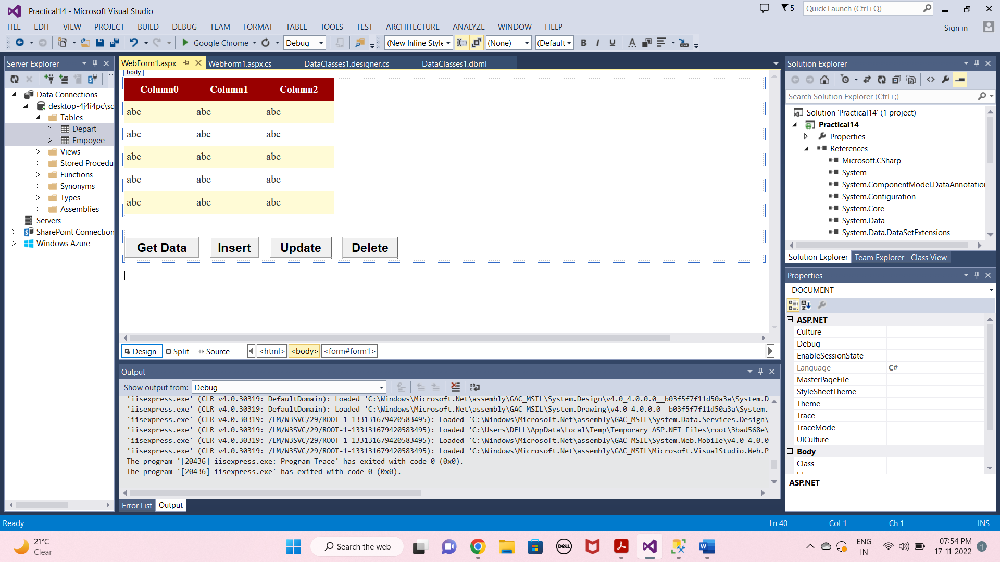 Practical14 - Microsoft Visual Studio
5
Quick Launch (Ctrl+Q)
FILE EDIT VIEW PROJECT BUILD DEBUG TEAM FORMAT TABLE TOOLS TEST ARCHITECTURE ANALYZE WINDOW HELP
Sign in
Google Chrome Debug (New Inline Style (None) (Default B I U
Server Explorer
Data Connections
desktop-4j4i4pc\sc
Tables
Depart
Empoyee
Views
Stored Procedu
Functions
Synonyms
Types
Assemblies
Servers
SharePoint Connection
Windows Azure
WebForm1.aspx WebForm1.aspx.cs DataClasses1.designer.cs DataClasses1.dbml
body
Column0 Column1 Column2
abc abc abc
abc abc abc
abc abc abc
abc abc abc
abc abc abc
Get Data Insert Update Delete
Design Split Source <html> <body> <form#form1>
Output
Show output from: Debug
'iisexpress.exe' (CLR v4.0.30319: DefaultDomain): Loaded 'C:\Windows\Microsoft.Net\assembly\GAC_MSIL\System.Design\v4.0_4.0.0.0__b03f5f7f11d50a3a\System.D
'iisexpress.exe' (CLR v4.0.30319: DefaultDomain): Loaded 'C:\Windows\Microsoft.Net\assembly\GAC_MSIL\System.Drawing\v4.0_4.0.0.0__b03f5f7f11d50a3a\System.
'iisexpress.exe' (CLR v4.0.30319: /LM/W3SVC/29/ROOT-1-133131679420583495): Loaded 'C:\Windows\Microsoft.Net\assembly\GAC_MSIL\System.Data.Services.Design\
'iisexpress.exe' (CLR v4.0.30319: /LM/W3SVC/29/ROOT-1-133131679420583495): Loaded 'C:\Users\DELL\AppData\Local\Temp\Temporary ASP.NET Files\root\3bad568e\
'iisexpress.exe' (CLR v4.0.30319: /LM/W3SVC/29/ROOT-1-133131679420583495): Loaded 'C:\Windows\Microsoft.Net\assembly\GAC_MSIL\System.Web.Mobile\v4.0_4.0.0
'iisexpress.exe' (CLR v4.0.30319: /LM/W3SVC/29/ROOT-1-133131679420583495): Loaded 'C:\Windows\Microsoft.Net\assembly\GAC_MSIL\Microsoft.VisualStudio.Web.P
The program '[20436] iisexpress.exe: Program Trace' has exited with code 0 (0x0).
The program '[20436] iisexpress.exe' has exited with code 0 (0x0).
Error List Output
Solution Explorer
Search Solution Explorer (Ctrl+;)
Solution 'Practical14' (1 project)
Practical14
Properties
References
Microsoft.CSharp
System
System.ComponentModel.DataAnnotation
System.Configuration
System.Core
System.Data
System.Data.DataSetExtensions
Solution Explorer Team Explorer Class View
Properties
DOCUMENT
ASP.NET
Culture
Debug
EnableSessionState
Language C#
MasterPageFile
StyleSheetTheme
Theme
Trace
TraceMode
UICulture
Body
Class
ASP.NET
Ready Ln 40 Col 1 Ch 1 INS
21°C
Clear
Search the web
DELL
ENG
IN
07:54 PM
17-11-2022
1